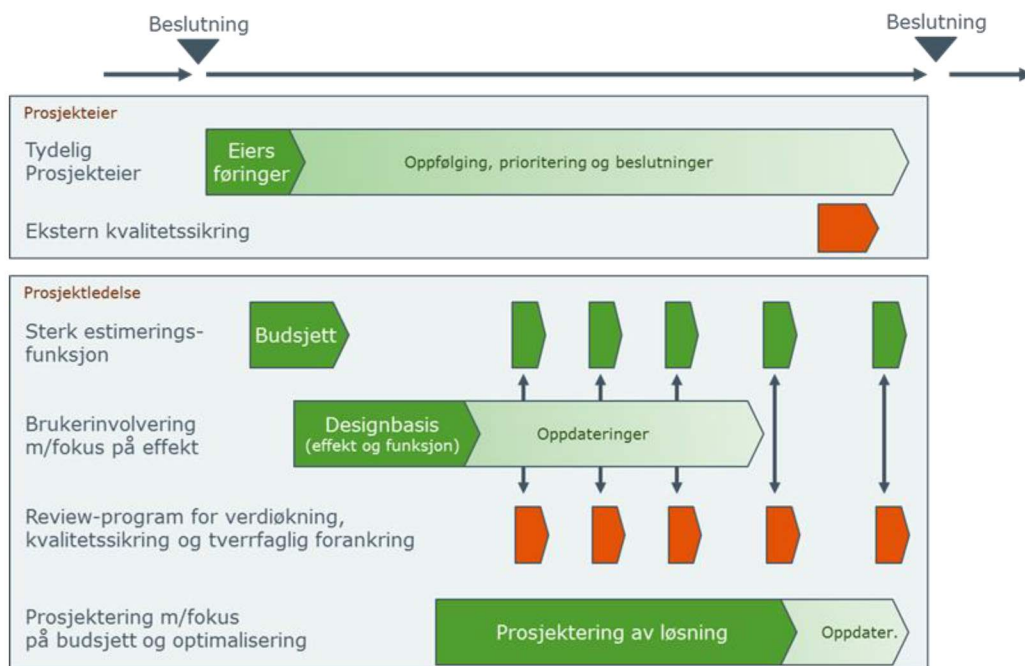 Beslutning
Beslutning
Prosjekteier
Tydelig
Prosjekteier
Eiers
føringer
Oppfølging, prioritering og beslutninger
Ekstern kvalitetssikring
Prosjektledelse
Sterk estimerings-
funksjon
Budsjett
Brukerinvolvering
m/fokus på effekt
Designbasis
(effekt og funksjon)
Oppdateringer
Review-program for verdiøkning,
kvalitetssikring og tverrfaglig forankring
Prosjektering m/fokus
på budsjett og optimalisering
Prosjektering av løsning
Oppdater.